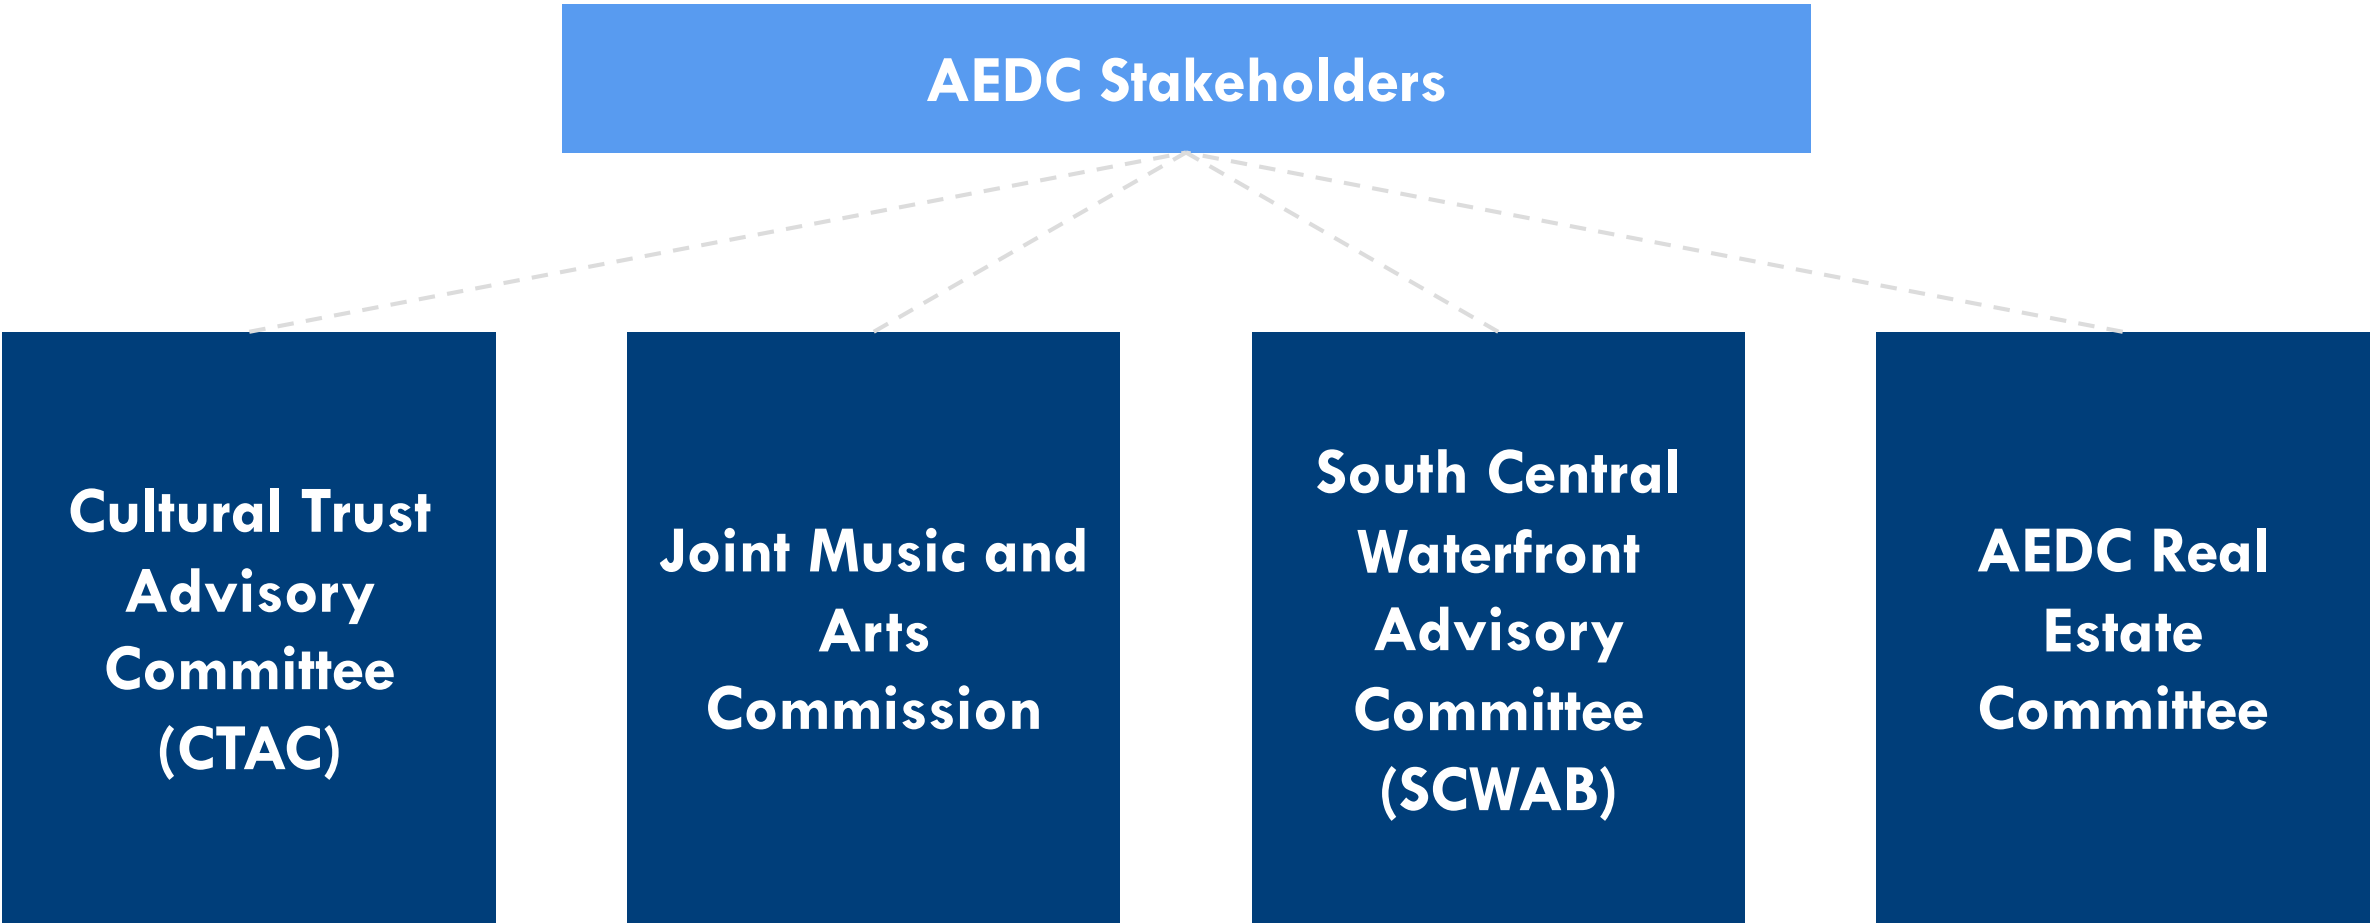 AEDC Stakeholders
Cultural Trust
Advisory
Committee
(CTAC)
Joint Music and
Arts
Commission
South Central
Waterfront
Advisory
Committee
(SCWAB)
AEDC Real
Estate
Committee